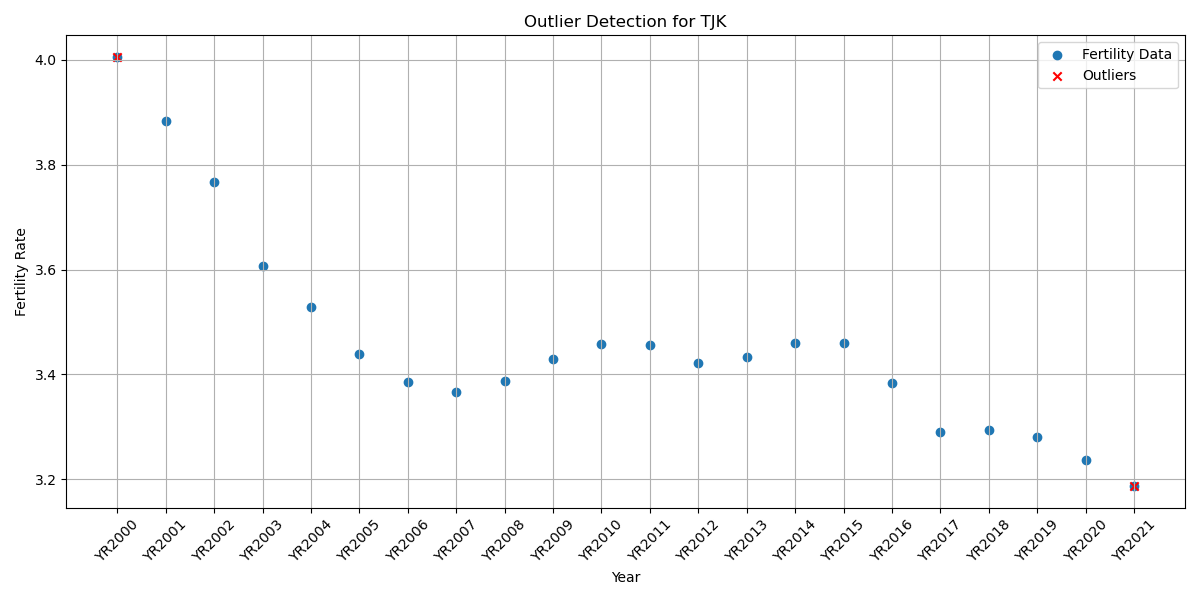 Outlier Detection for TJK
Fertility Data
Outliers
Fertility Rate
4.0
3.8
3.6
3.4
3.2
YR2000
YR2001
YR2002
YR2003
YR2004
YR2005
YR2006
YR2007
YR2008
YR2009
YR2010
YR2011
YR2012
YR2013
YR2014
YR2015
YR2016
YR2017
YR2018
YR2019
YR2020
YR2021
Year